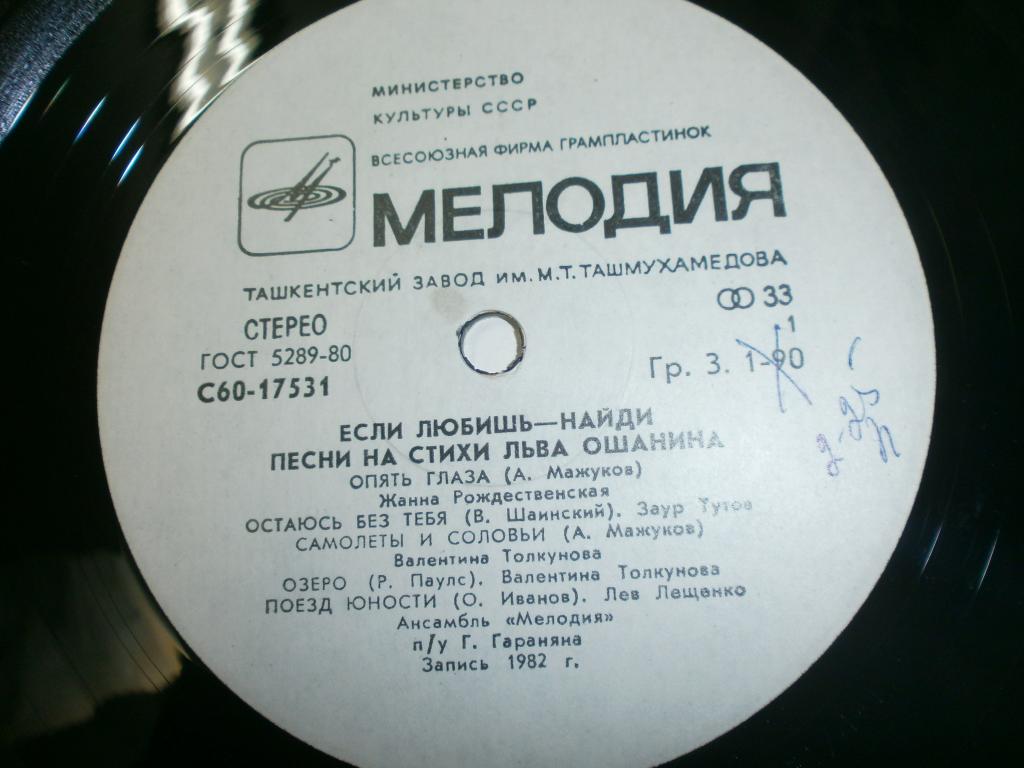 МИНИСТЕРСТВО
КУЛЬТУРЫ СССР
ВСЕСОЮЗНАЯ ФИРМА ГРАМПЛАСТИНОК
МЕЛОДИЯ
ТАШКЕНТСКИЙ ЗАВОД ИМ. М. Т. ТАШМУХАМЕДОВА
СТЕРЕО
33
ГОСТ 5289-80
1
С60-17531
Гр. 3. 1-90
2-25
ЕСЛИ ЛЮБИШЬ—НАЙДИ
ПЕСНИ НА СТИХИ ЛЬВА ОШАНИНА
ОПЯТЬ ГЛАЗА (А. Мажуков)
Жанна Рождественская
ОСТАЮСЬ БЕЗ ТЕБЯ (В. Шаинский). Заур Тутов
САМОЛЕТЫ И СОЛОВЬИ (А. Мажуков)
Валентина Толкунова
ОЗЕРО (Р. Паулс). Валентина Толкунова
ПОЕЗД ЮНОСТИ (О. Иванов). Лев Лещенко
Ансамбль «Мелодия»
п/у Г. Гараняна
Запись 1982 г.